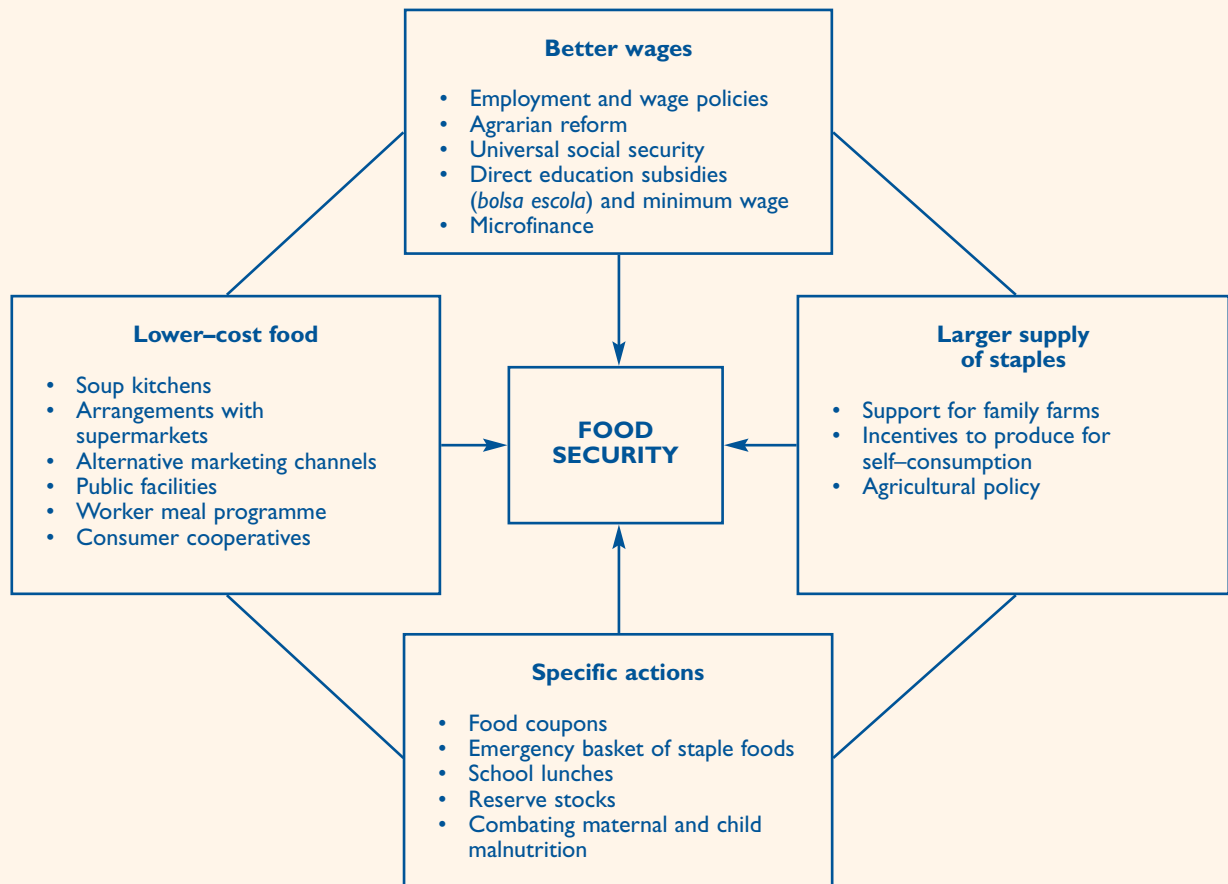 Better wages
• Employment and wage policies
• Agrarian reform
• Universal social security
• Direct education subsidies
(bolsa escola) and minimum wage
• Microfinance
Lower–cost food
• Soup kitchens
• Arrangements with
supermarkets
• Alternative marketing channels
• Public facilities
• Worker meal programme
• Consumer cooperatives
FOOD
SECURITY
Larger supply
of staples
• Support for family farms
• Incentives to produce for
self–consumption
• Agricultural policy
Specific actions
• Food coupons
• Emergency basket of staple foods
• School lunches
• Reserve stocks
• Combating maternal and child
malnutrition